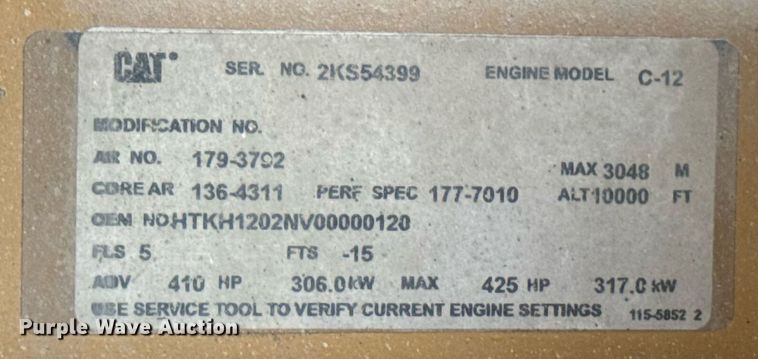 CAT SER. NO. 2KS54399 ENGINE MODEL C-12
MODIFICATION NO.
AR NO. 179-3792 MAX 3048 M
CORE AR 136-4311 PERF SPEC 177-7010 ALT 10000 FT
OEM NO HTKH1202NV00000120
FLS 5 FTS -15
ADV 410 HP 306.0 kW MAX 425 HP 317.0 kW
USE SERVICE TOOL TO VERIFY CURRENT ENGINE SETTINGS 115-5852 2
Purple Wave Auction